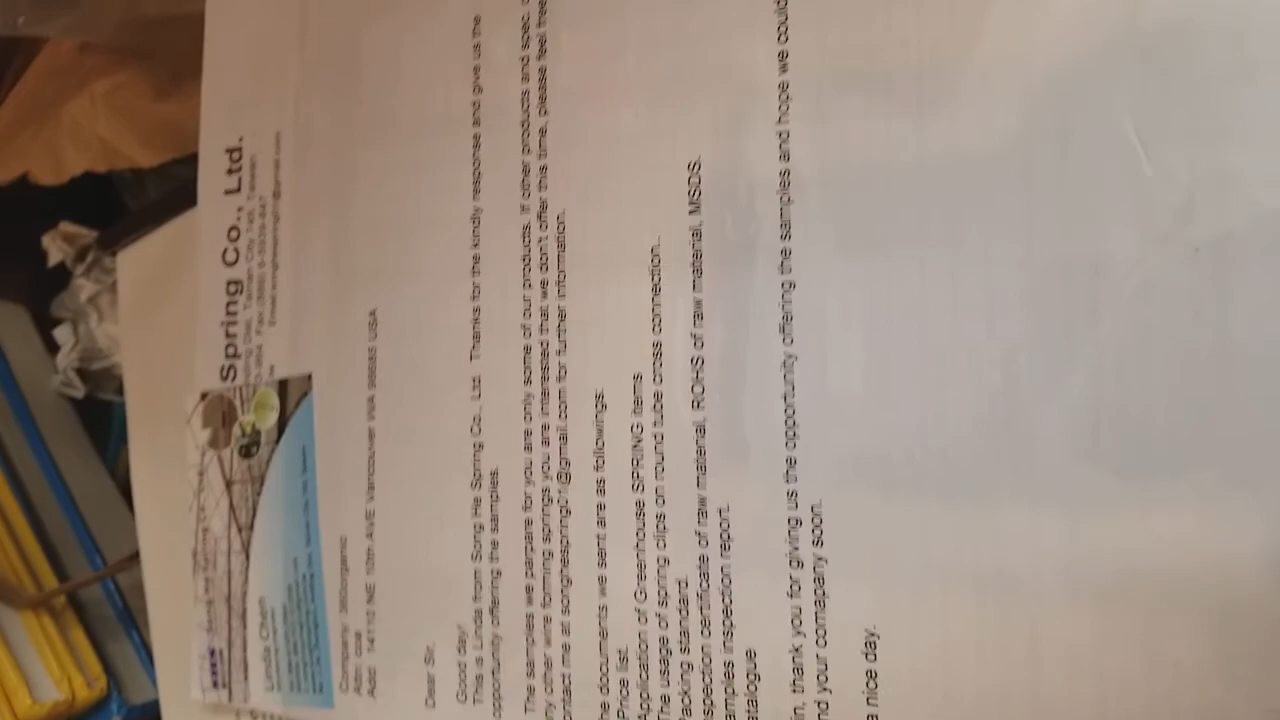 Spring Co., Ltd.
Linda Chen
Company: 360organic
Attn: coa
Add: 14110 NE 10th AVE Vancouver WA 98685 USA
Dear Sir,
Good day!
This is Linda from Song He Spring Co., Ltd. Thanks for the kindly response and give us the
opportunity offering the samples.
The samples we parpare for you are only some of our products. If other products and spec.
ny other wire forming springs you are interested that we don't offer this time, please feel free
ontact me at songhespring01@gmail.com for further information.
he documents we sent are as followings:
Price list.
Application of Greenhouse SPRING items
The usage of spring clips on round tube cross connection..
acking standard.
spection certificate of raw material, ROHS of raw material, MSDS.
amples inspection report.
atalogue
in, thank you for giving us the opportunity offering the samples and hope we could
nd your comapany soon.
a nice day.